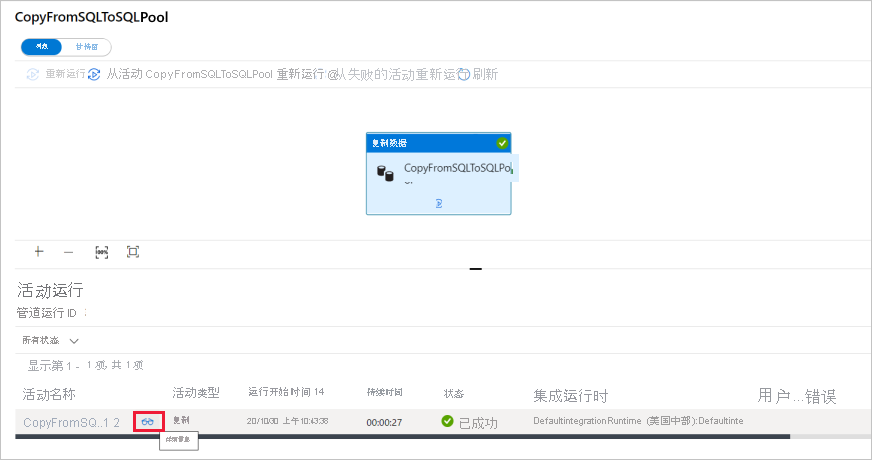 CopyFromSQLToSQLPool
列表 甘特图
重新运行 从活动 CopyFromSQLToSQLPool 重新运行:@从失败的活动重新运行 刷新
复制数据
CopyFromSQLToSQLPo
100%
活动运行
管道运行 ID :
所有状态
显示第 1 - 1 项, 共 1 项
活动名称 活动类型 运行开始时间 14 持续时间 状态 集成运行时 用户...错误
CopyFromSQ..1 2 复制 20/10/30 上午10:43:38 00:00:27 已成功 Defaultintegration Runtime (英国中部): Defaultinte
详细信息